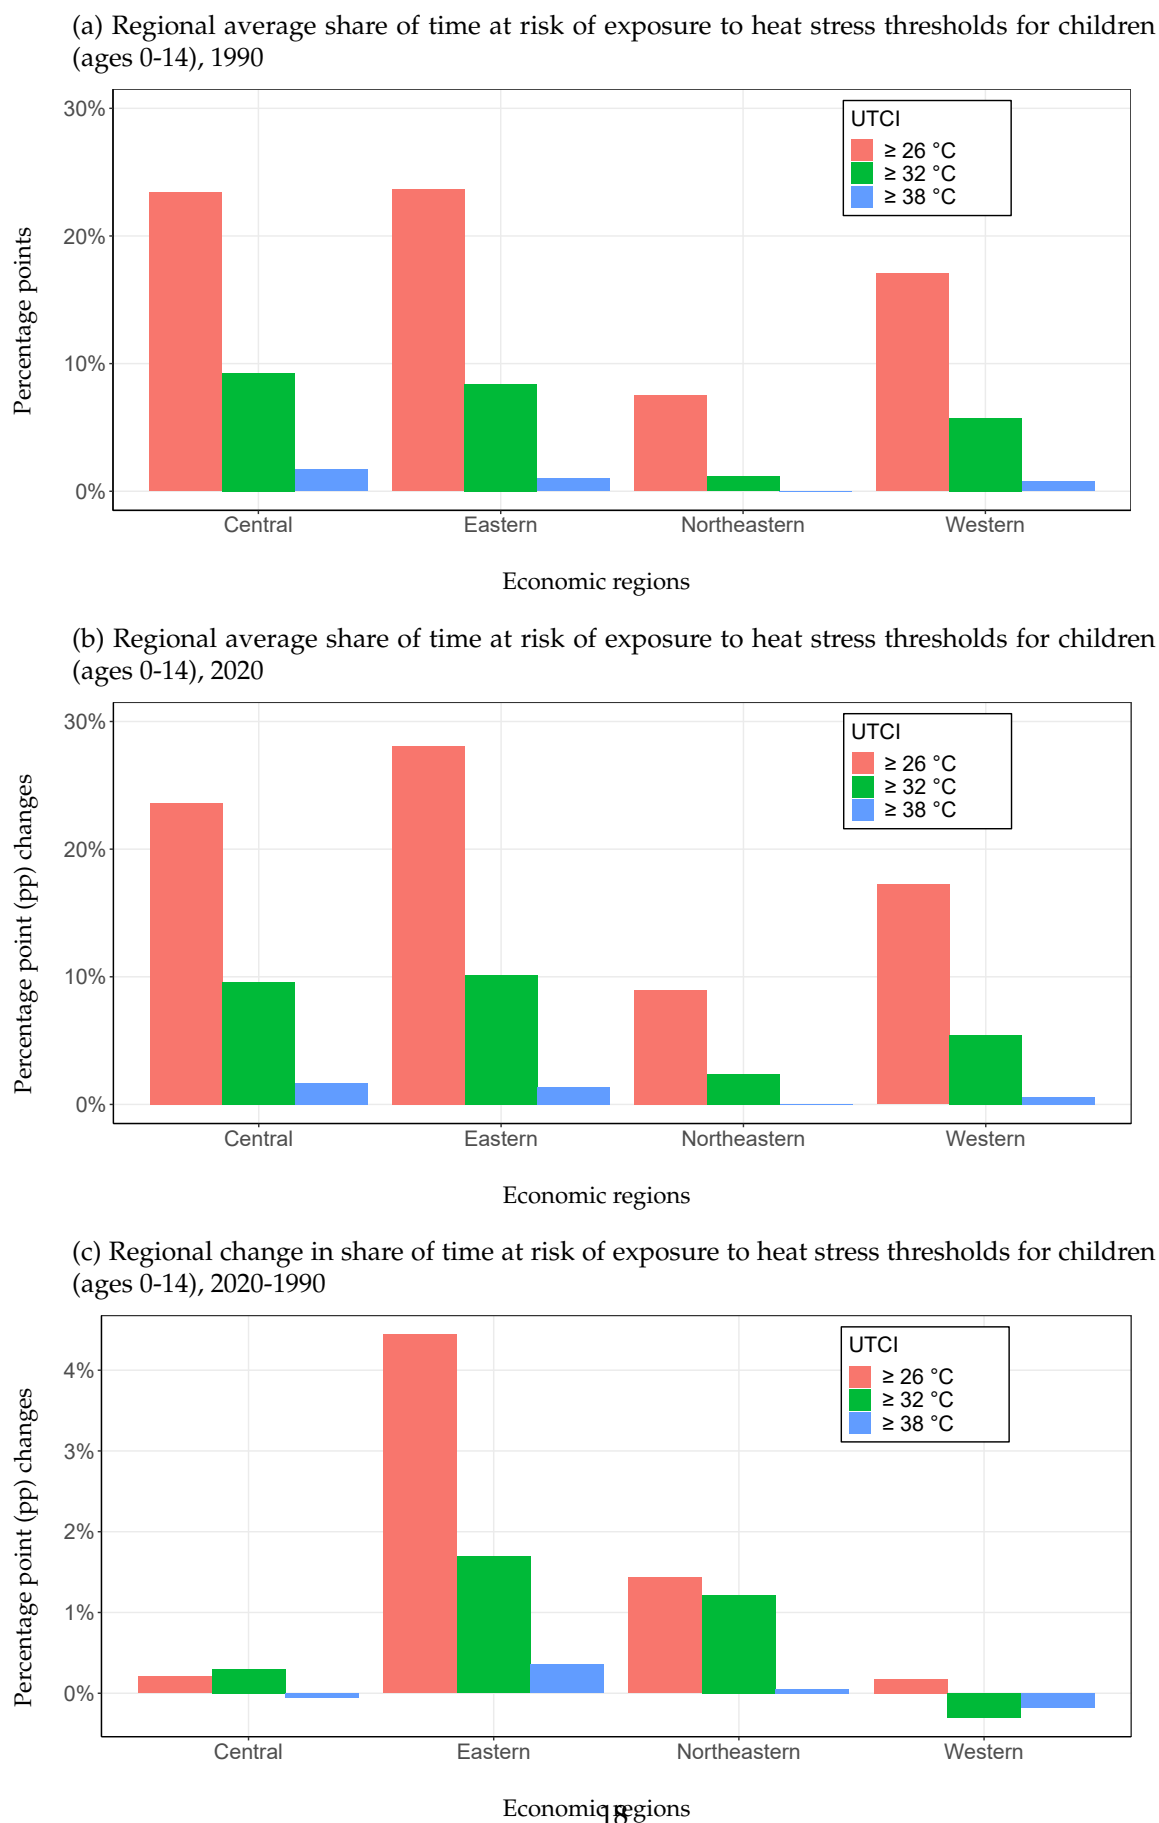 (a) Regional average share of time at risk of exposure to heat stress thresholds for children
(ages 0-14), 1990
30%
20%
10%
0%
Percentage points
UTCI
≥ 26 °C
≥ 32 °C
≥ 38 °C
Central Eastern Northeastern Western
Economic regions
(b) Regional average share of time at risk of exposure to heat stress thresholds for children
(ages 0-14), 2020
30%
20%
10%
0%
Percentage point (pp) changes
UTCI
≥ 26 °C
≥ 32 °C
≥ 38 °C
Central Eastern Northeastern Western
Economic regions
(c) Regional change in share of time at risk of exposure to heat stress thresholds for children
(ages 0-14), 2020-1990
4%
3%
2%
1%
0%
Percentage point (pp) changes
UTCI
≥ 26 °C
≥ 32 °C
≥ 38 °C
Central Eastern Northeastern Western
Economic regions
18